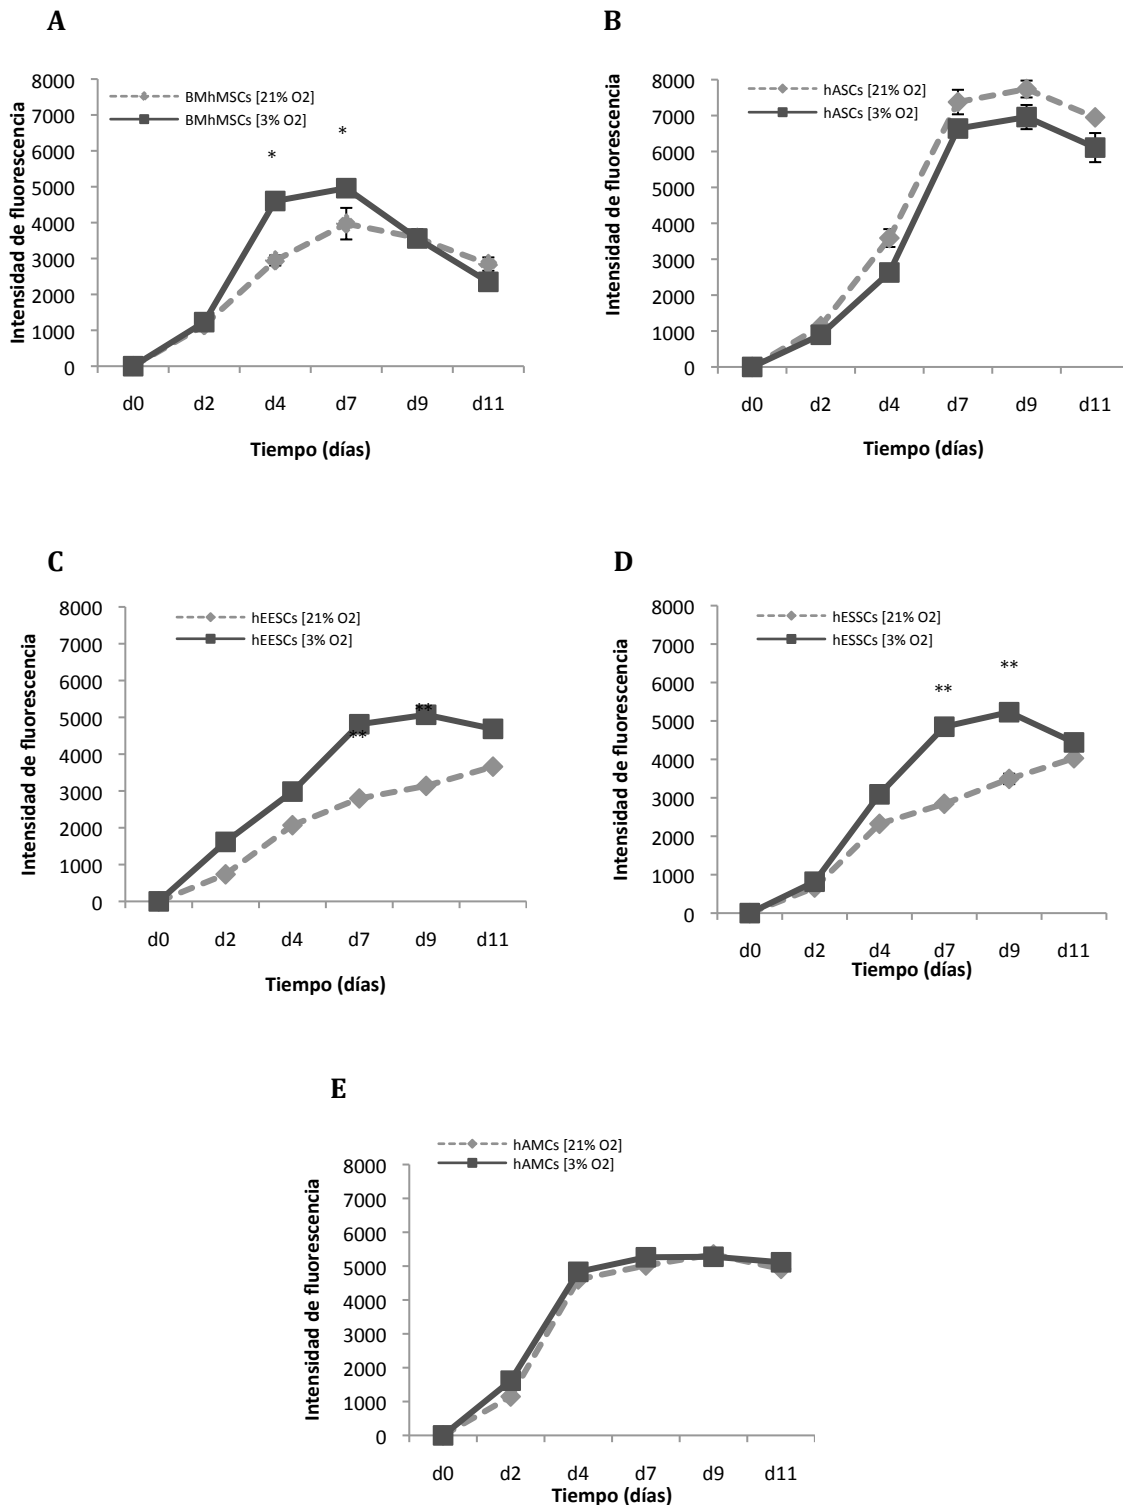 A
BMhMSCs [21% O2]
BMhMSCs [3% O2]
Intensidad de fluorescencia
8000
7000
6000
5000
4000
3000
2000
1000
0
*
*
d0 d2 d4 d7 d9 d11
Tiempo (días)
B
hASCs [21% O2]
hASCs [3% O2]
Intensidad de fluorescencia
8000
7000
6000
5000
4000
3000
2000
1000
0
d0 d2 d4 d7 d9 d11
Tiempo (días)
C
hEESCs [21% O2]
hEESCs [3% O2]
Intensidad de fluorescencia
8000
7000
6000
5000
4000
3000
2000
1000
0
**
**
d0 d2 d4 d7 d9 d11
Tiempo (días)
D
hESSCs [21% O2]
hESSCs [3% O2]
Intensidad de fluorescencia
8000
7000
6000
5000
4000
3000
2000
1000
0
**
**
d0 d2 d4 d7 d9 d11
Tiempo (días)
E
hAMCs [21% O2]
hAMCs [3% O2]
Intensidad de fluorescencia
8000
7000
6000
5000
4000
3000
2000
1000
0
d0 d2 d4 d7 d9 d11
Tiempo (días)